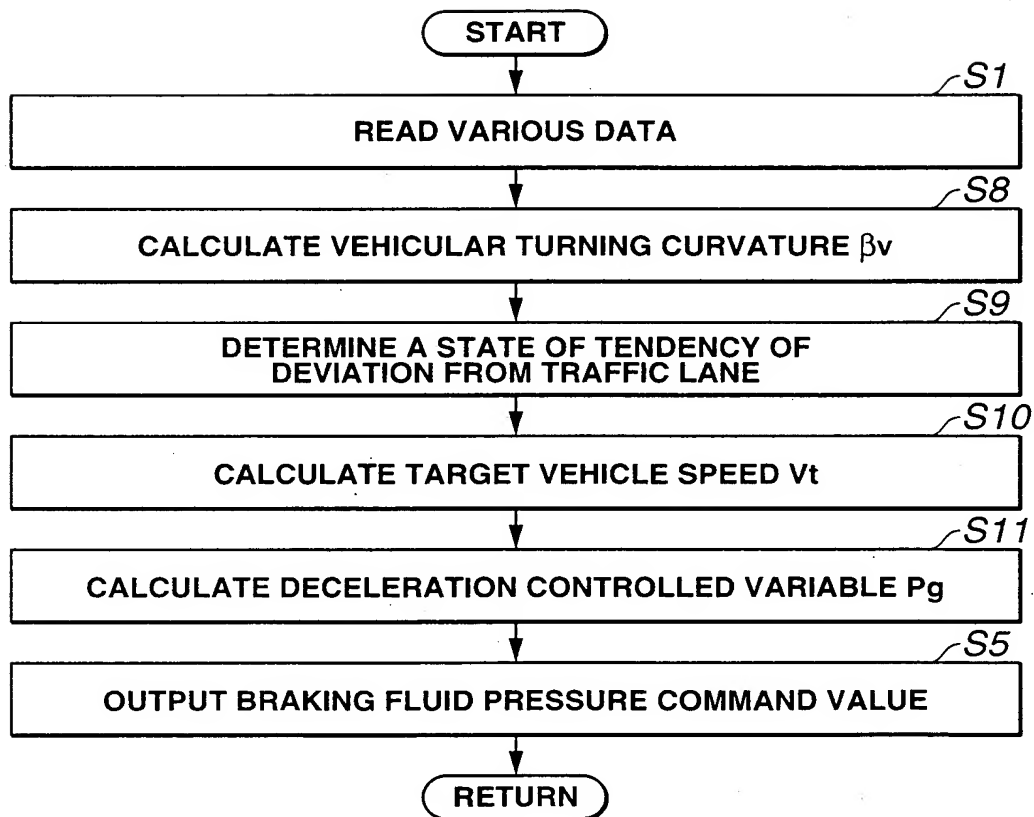 START
S1
READ VARIOUS DATA
S8
CALCULATE VEHICULAR TURNING CURVATURE βv
S9
DETERMINE A STATE OF TENDENCY OF
DEVIATION FROM TRAFFIC LANE
S10
CALCULATE TARGET VEHICLE SPEED Vt
S11
CALCULATE DECELERATION CONTROLLED VARIABLE Pg
S5
OUTPUT BRAKING FLUID PRESSURE COMMAND VALUE
RETURN